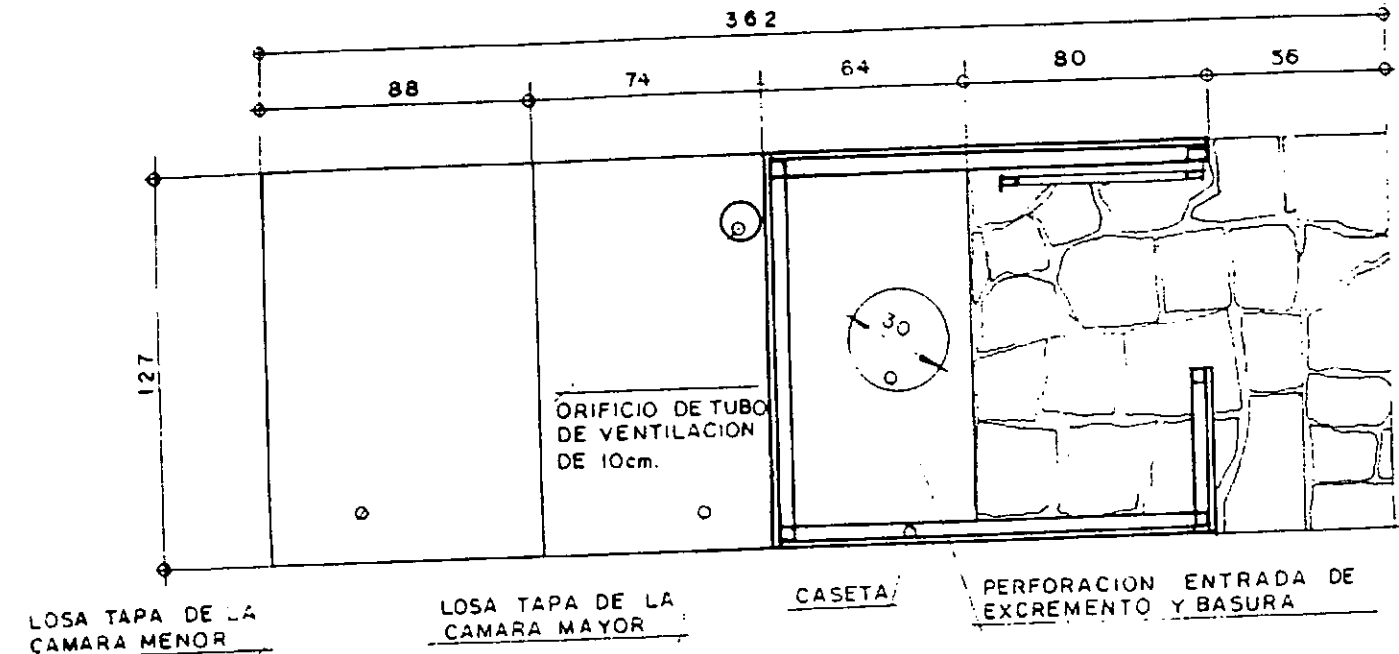 362
88 74 64 80 56
127
30
ORIFICIO DE TUBO
DE VENTILACION
DE 10cm.
LOSA TAPA DE LA
CAMARA MENOR
LOSA TAPA DE LA
CAMARA MAYOR
CASETA
PERFORACION ENTRADA DE
EXCREMENTO Y BASURA